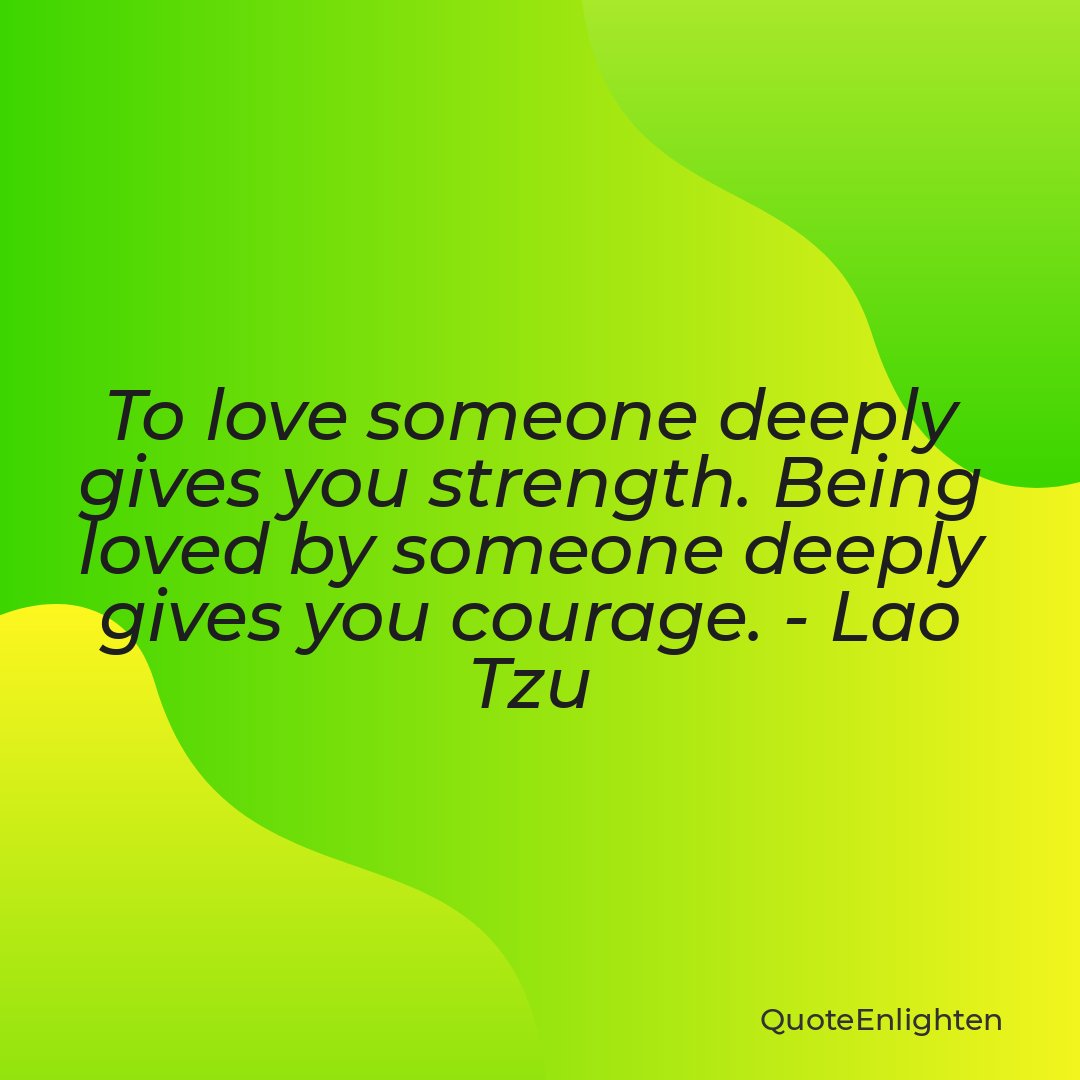 To love someone deeply
gives you strength. Being
loved by someone deeply
gives you courage. - Lao
Tzu
QuoteEnlighten